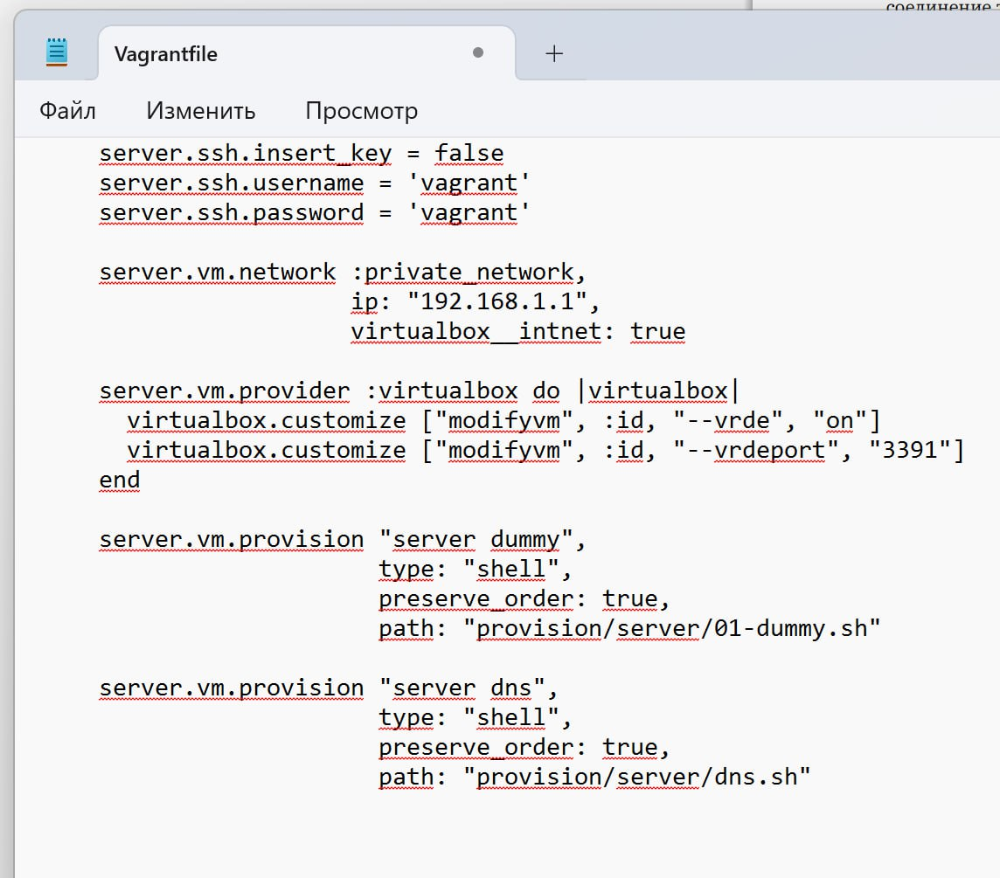 соединение
Vagrantfile
Файл Изменить Просмотр
server.ssh.insert_key = false
server.ssh.username = 'vagrant'
server.ssh.password = 'vagrant'
server.vm.network :private_network,
ip: "192.168.1.1",
virtualbox__intnet: true
server.vm.provider :virtualbox do |virtualbox|
virtualbox.customize ["modifyvm", :id, "--vrde", "on"]
virtualbox.customize ["modifyvm", :id, "--vrdeport", "3391"]
end
server.vm.provision "server dummy",
type: "shell",
preserve_order: true,
path: "provision/server/01-dummy.sh"
server.vm.provision "server dns",
type: "shell",
preserve_order: true,
path: "provision/server/dns.sh"